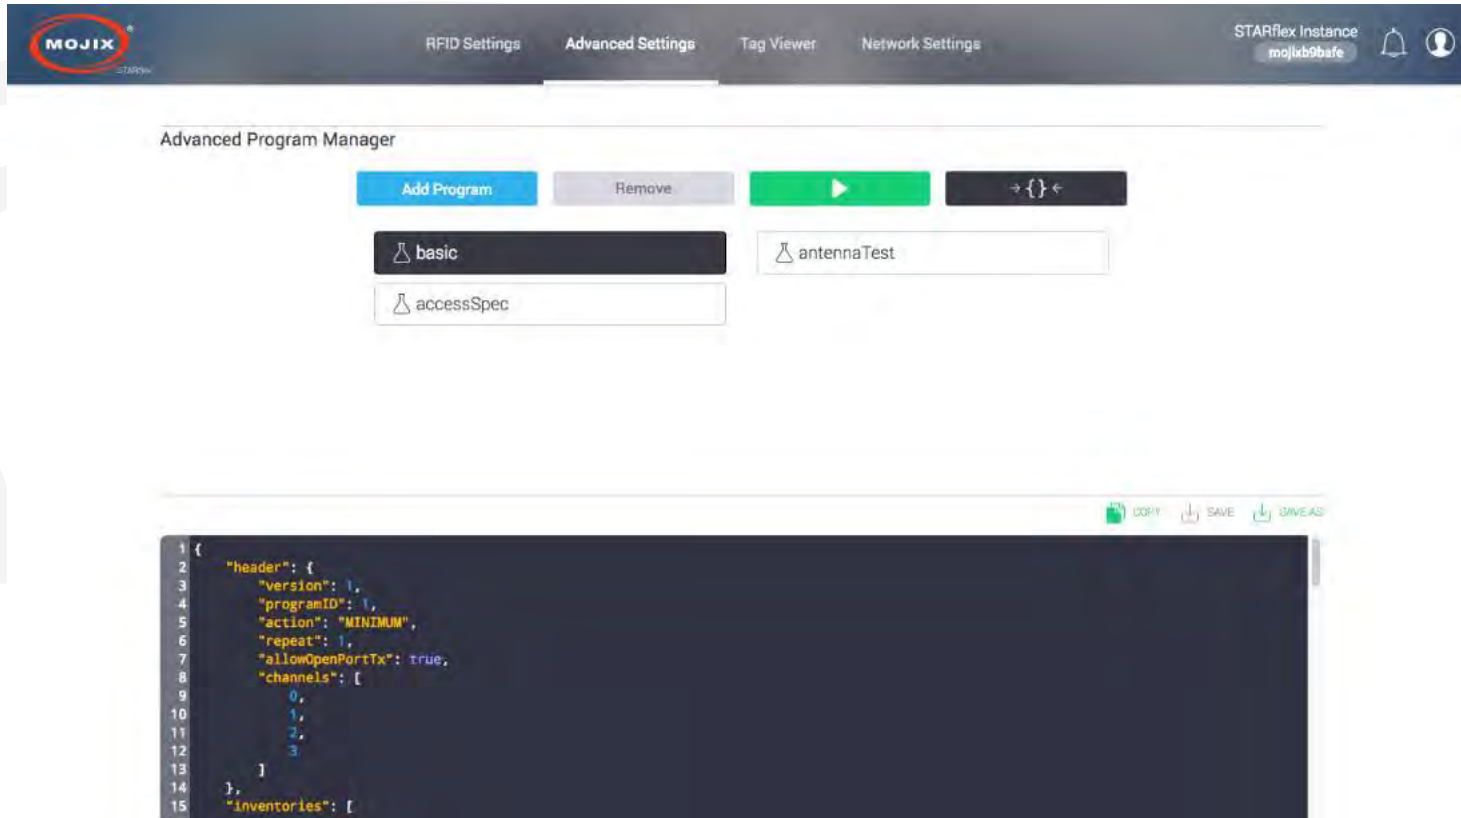 MOJIX
RFID Settings
Advanced Settings
Tag Viewer
Network Settings
STARflex Instance
mojixb9bafe
Advanced Program Manager
Add Program
Remove
→{}←
basic
antennaTest
accessSpec
COPY
SAVE
SAVE AS
1 {
2 "header": {
3 "version": 1,
4 "programID": 1,
5 "action": "MINIMUM",
6 "repeat": 1,
7 "allowOpenPortTx": true,
8 "channels": [
9 0,
10 1,
11 2,
12 3
13 ]
14 },
15 "inventories": [